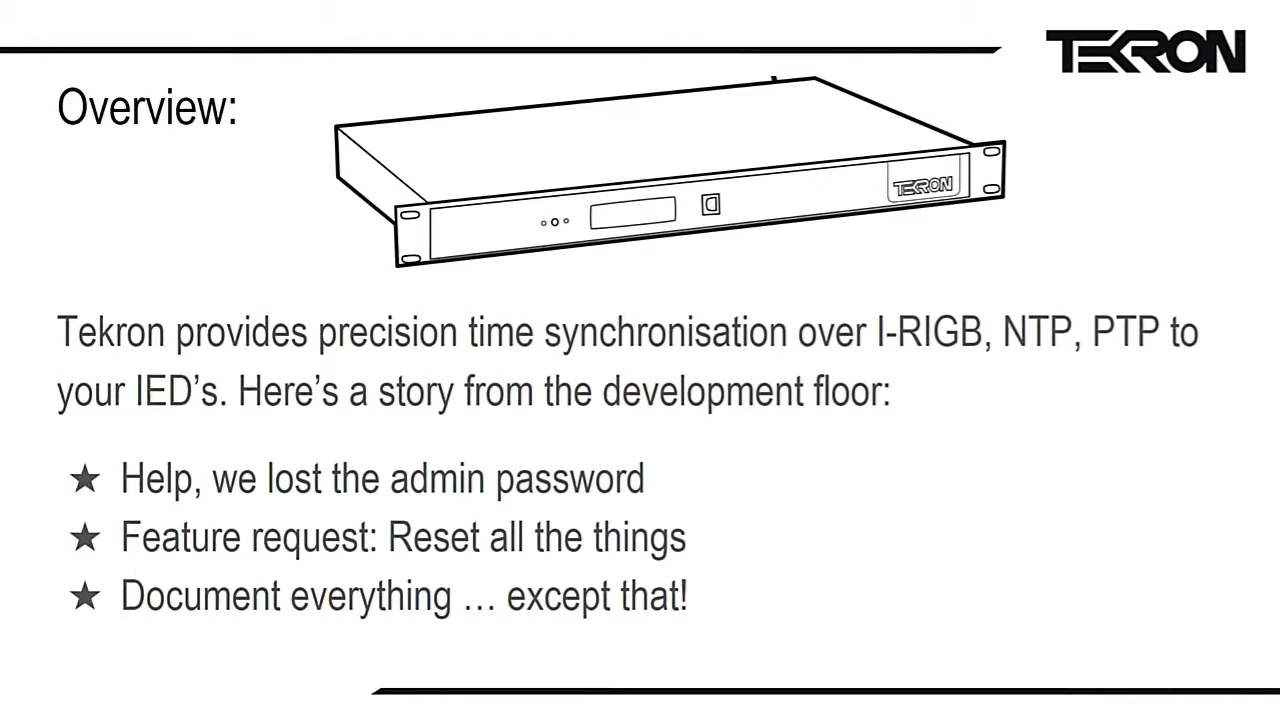 TEKRON
Overview:
TEKRON
Tekron provides precision time synchronisation over I-RIGB, NTP, PTP to
your IED’s. Here’s a story from the development floor:
★ Help, we lost the admin password
★ Feature request: Reset all the things
★ Document everything … except that!